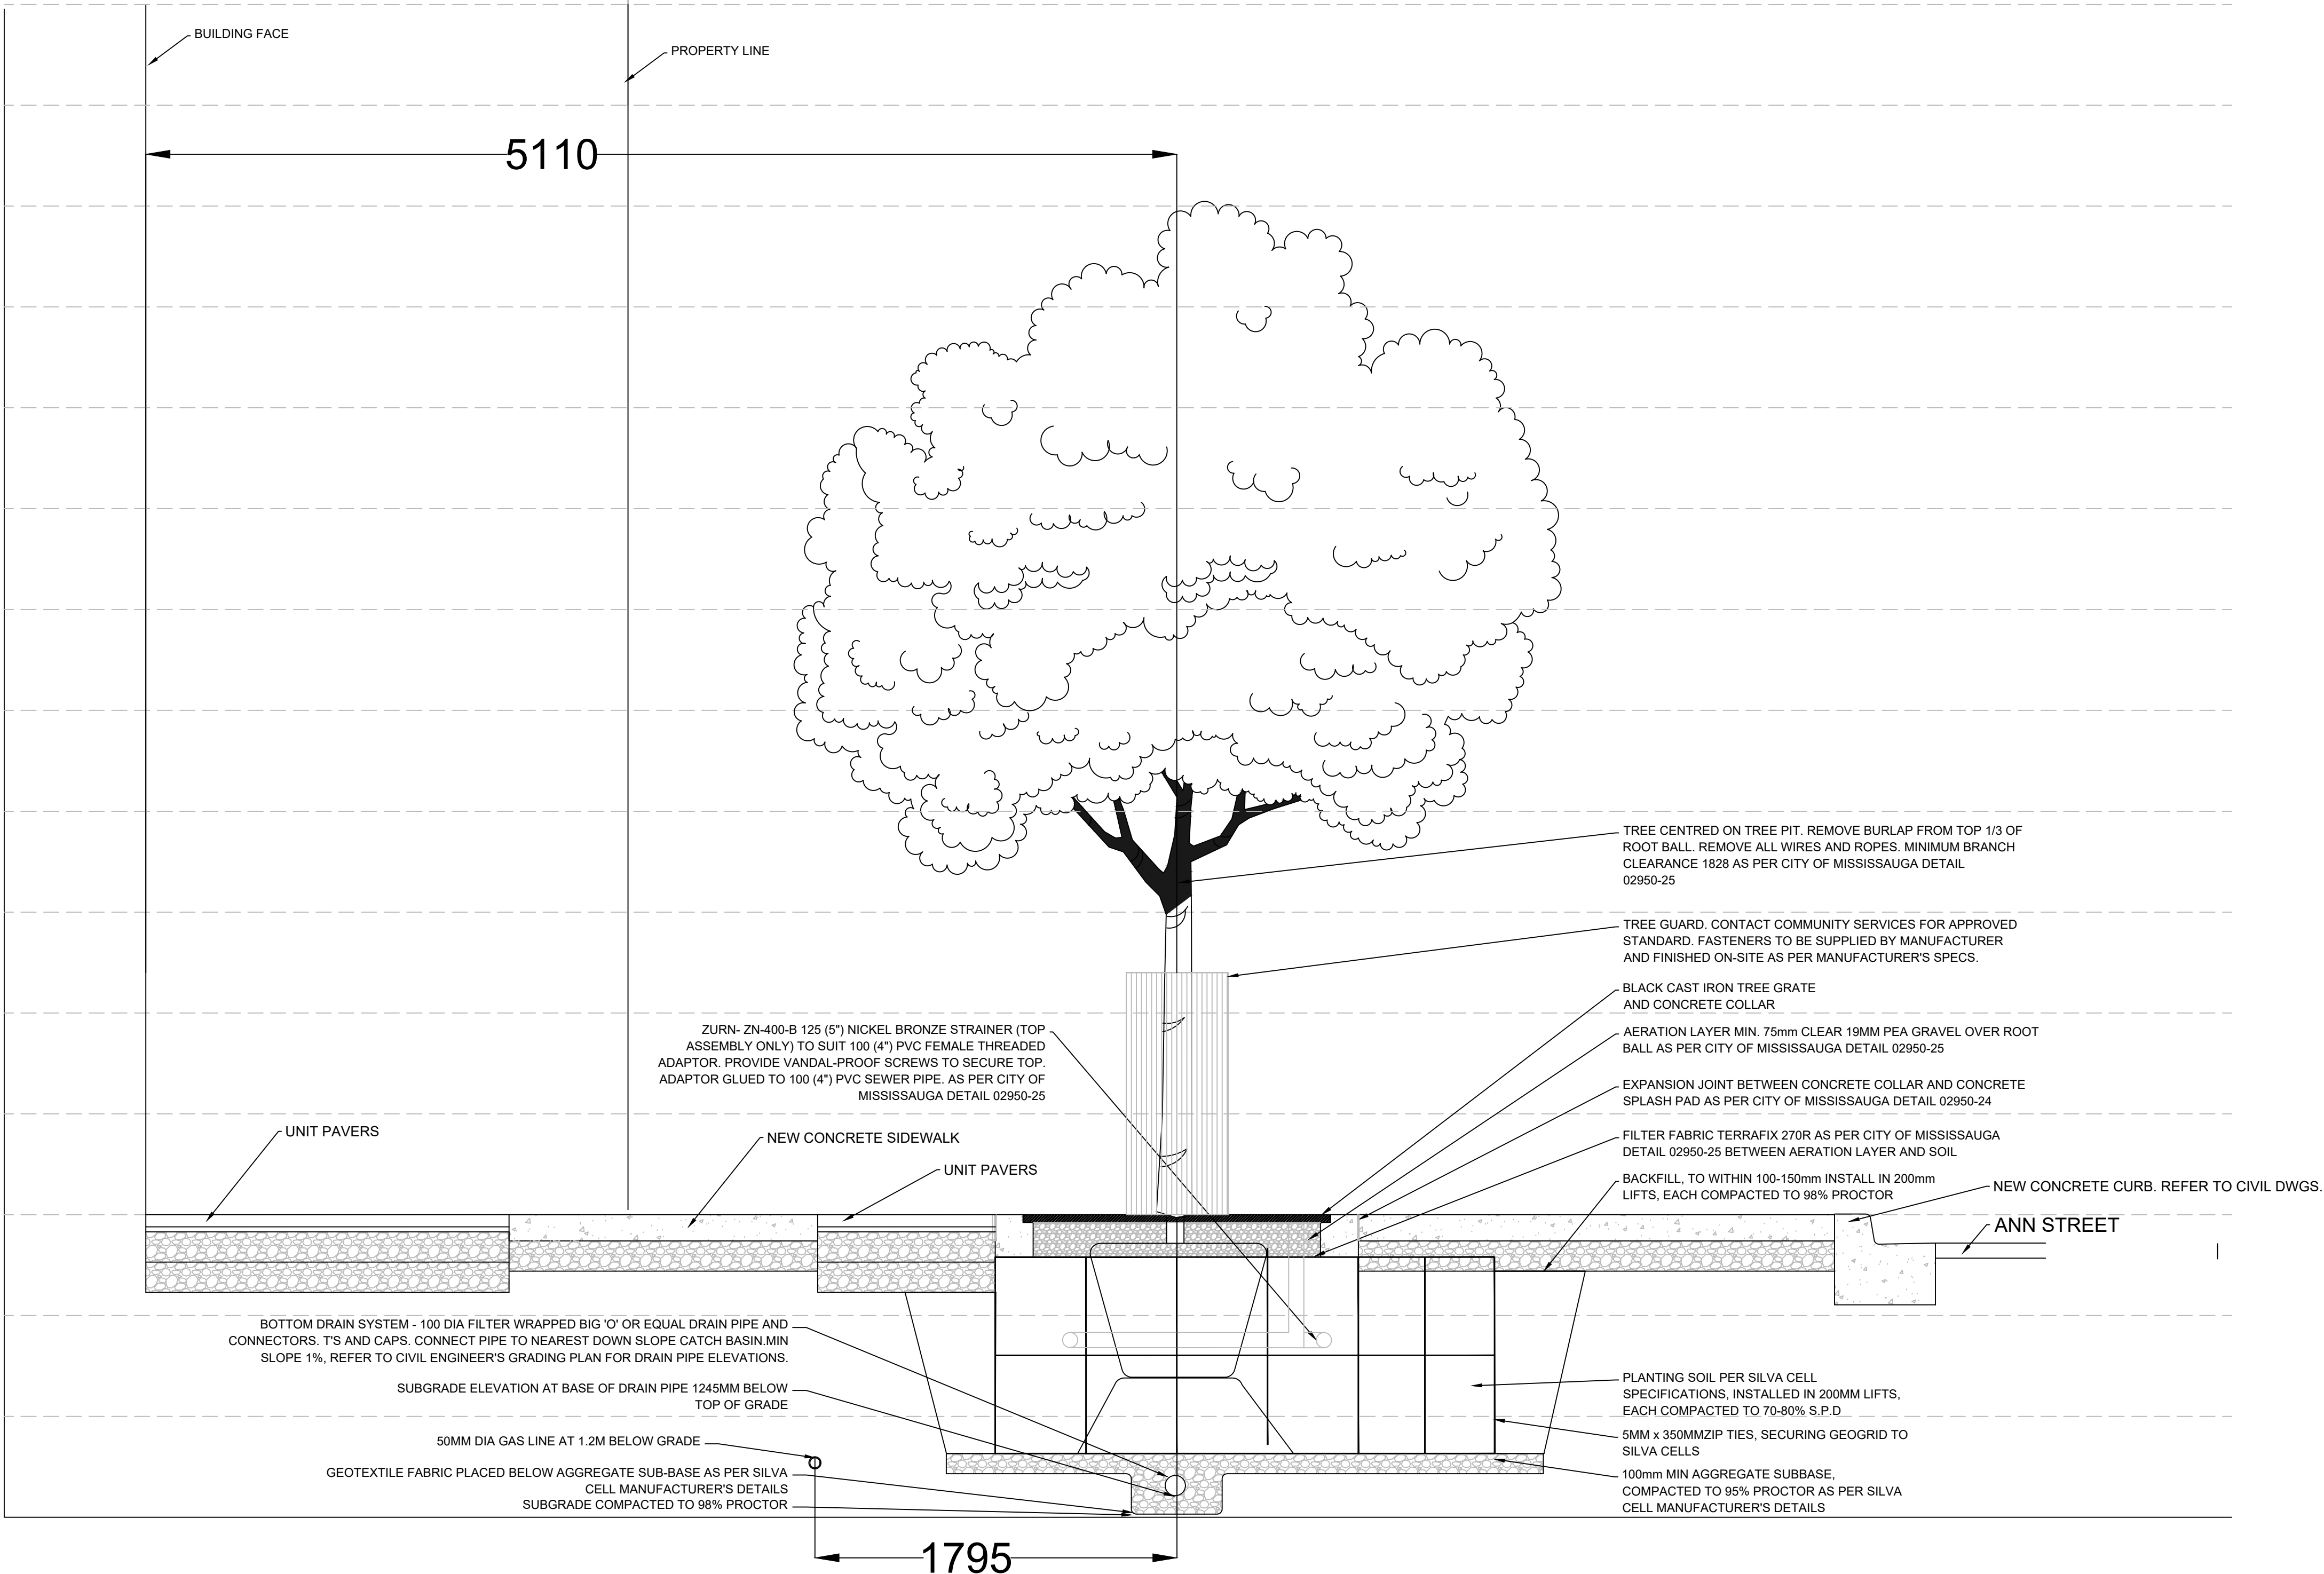 BUILDING FACE
PROPERTY LINE
5110
TREE CENTRED ON TREE PIT. REMOVE BURLAP FROM TOP 1/3 OF
ROOT BALL. REMOVE ALL WIRES AND ROPES. MINIMUM BRANCH
CLEARANCE 1828 AS PER CITY OF MISSISSAUGA DETAIL
02950-25
TREE GUARD. CONTACT COMMUNITY SERVICES FOR APPROVED
STANDARD. FASTENERS TO BE SUPPLIED BY MANUFACTURER
AND FINISHED ON-SITE AS PER MANUFACTURER'S SPECS.
BLACK CAST IRON TREE GRATE
AND CONCRETE COLLAR
ZURN- ZN-400-B 125 (5") NICKEL BRONZE STRAINER (TOP
ASSEMBLY ONLY) TO SUIT 100 (4") PVC FEMALE THREADED
ADAPTOR. PROVIDE VANDAL-PROOF SCREWS TO SECURE TOP.
ADAPTOR GLUED TO 100 (4") PVC SEWER PIPE. AS PER CITY OF
MISSISSAUGA DETAIL 02950-25
AERATION LAYER MIN. 75mm CLEAR 19MM PEA GRAVEL OVER ROOT
BALL AS PER CITY OF MISSISSAUGA DETAIL 02950-25
EXPANSION JOINT BETWEEN CONCRETE COLLAR AND CONCRETE
SPLASH PAD AS PER CITY OF MISSISSAUGA DETAIL 02950-24
UNIT PAVERS
NEW CONCRETE SIDEWALK
UNIT PAVERS
FILTER FABRIC TERRAFIX 270R AS PER CITY OF MISSISSAUGA
DETAIL 02950-25 BETWEEN AERATION LAYER AND SOIL
BACKFILL, TO WITHIN 100-150mm INSTALL IN 200mm
LIFTS, EACH COMPACTED TO 98% PROCTOR
NEW CONCRETE CURB. REFER TO CIVIL DWGS.
ANN STREET
BOTTOM DRAIN SYSTEM - 100 DIA FILTER WRAPPED BIG 'O' OR EQUAL DRAIN PIPE AND
CONNECTORS. T'S AND CAPS. CONNECT PIPE TO NEAREST DOWN SLOPE CATCH BASIN.MIN
SLOPE 1%, REFER TO CIVIL ENGINEER'S GRADING PLAN FOR DRAIN PIPE ELEVATIONS.
SUBGRADE ELEVATION AT BASE OF DRAIN PIPE 1245MM BELOW
TOP OF GRADE
50MM DIA GAS LINE AT 1.2M BELOW GRADE
GEOTEXTILE FABRIC PLACED BELOW AGGREGATE SUB-BASE AS PER SILVA
CELL MANUFACTURER'S DETAILS
SUBGRADE COMPACTED TO 98% PROCTOR
PLANTING SOIL PER SILVA CELL
SPECIFICATIONS, INSTALLED IN 200MM LIFTS,
EACH COMPACTED TO 70-80% S.P.D
5MM x 350MMZIP TIES, SECURING GEOGRID TO
SILVA CELLS
100mm MIN AGGREGATE SUBBASE,
COMPACTED TO 95% PROCTOR AS PER SILVA
CELL MANUFACTURER'S DETAILS
1795